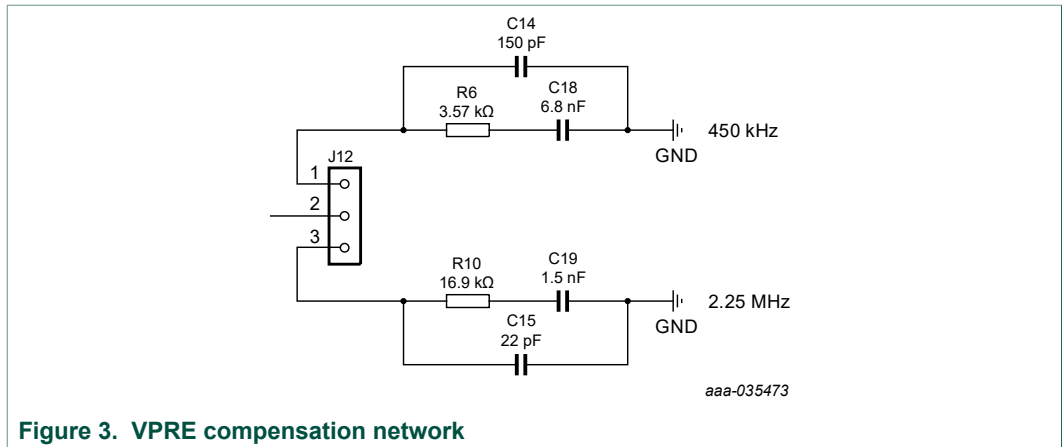 C14
150 pF
R6
3.57 kΩ
C18
6.8 nF
450 kHz
GND
J12
1
2
3
R10
16.9 kΩ
C19
1.5 nF
2.25 MHz
GND
C15
22 pF
aaa-035473
Figure 3. VPRE compensation network